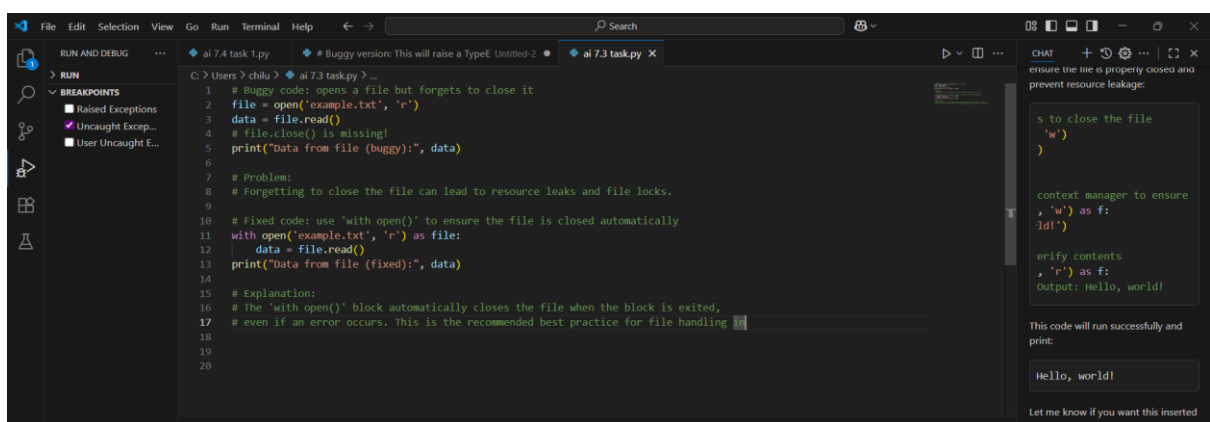 File Edit Selection View Go Run Terminal Help
Search
RUN AND DEBUG
RUN
BREAKPOINTS
Raised Exceptions
Uncaught Excep...
User Uncaught E...
1
ai 7.4 task 1.py
# Buggy version: This will raise a TypeE Untitled-2
ai 7.3 task.py
C: > Users > chilu > ai 7.3 task.py > ...
1 # Buggy code: opens a file but forgets to close it
2 file = open('example.txt', 'r')
3 data = file.read()
4 # file.close() is missing!
5 print("Data from file (buggy):", data)
6
7 # Problem:
8 # Forgetting to close the file can lead to resource leaks and file locks.
9
10 # Fixed code: use 'with open()' to ensure the file is closed automatically
11 with open('example.txt', 'r') as file:
12 data = file.read()
13 print("Data from file (fixed):", data)
14
15 # Explanation:
16 # The 'with open()' block automatically closes the file when the block is exited,
17 # even if an error occurs. This is the recommended best practice for file handling in
18
19
20
CHAT
ensure the file is properly closed and
prevent resource leakage:
s to close the file
'w')
)
context manager to ensure
, 'w') as f:
ld!')
verify contents
, 'r') as f:
Output: Hello, world!
This code will run successfully and
print:
Hello, world!
Let me know if you want this inserted